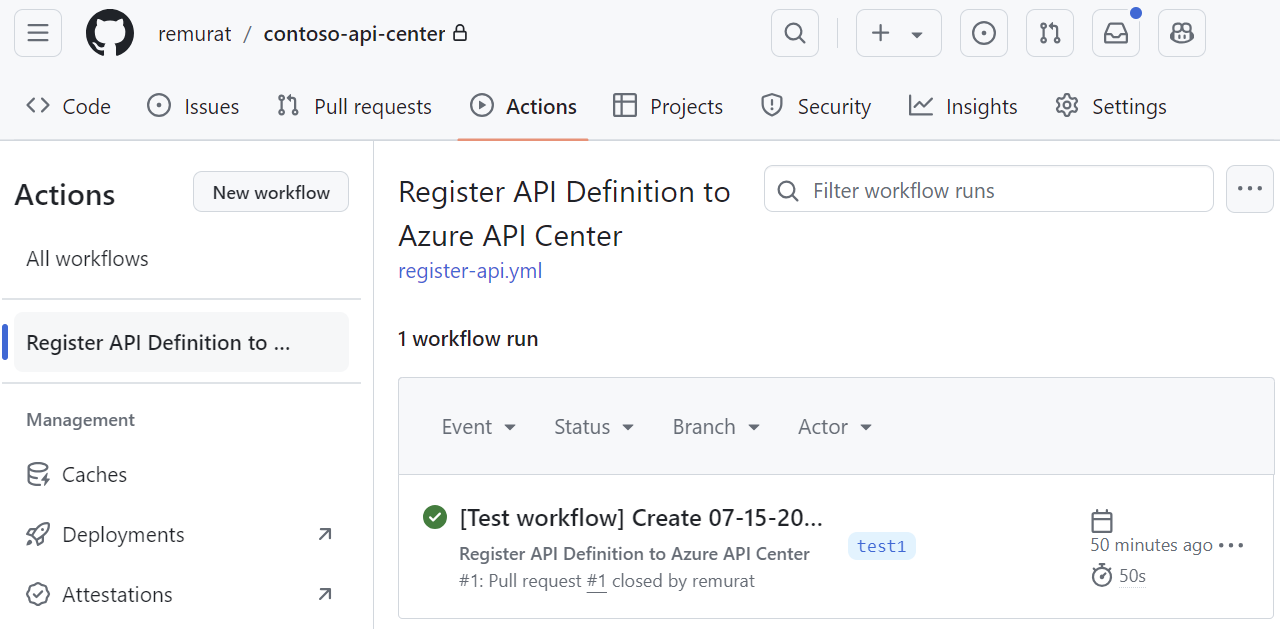 remurat / contoso-api-center
Code Issues Pull requests Actions Projects Security Insights Settings
Actions
New workflow
All workflows
Register API Definition to ...
Management
Caches
Deployments
Attestations
Register API Definition to
Azure API Center
register-api.yml
Filter workflow runs
1 workflow run
Event Status Branch Actor
[Test workflow] Create 07-15-20...
Register API Definition to Azure API Center
#1: Pull request #1 closed by remurat
test1
50 minutes ago
50s